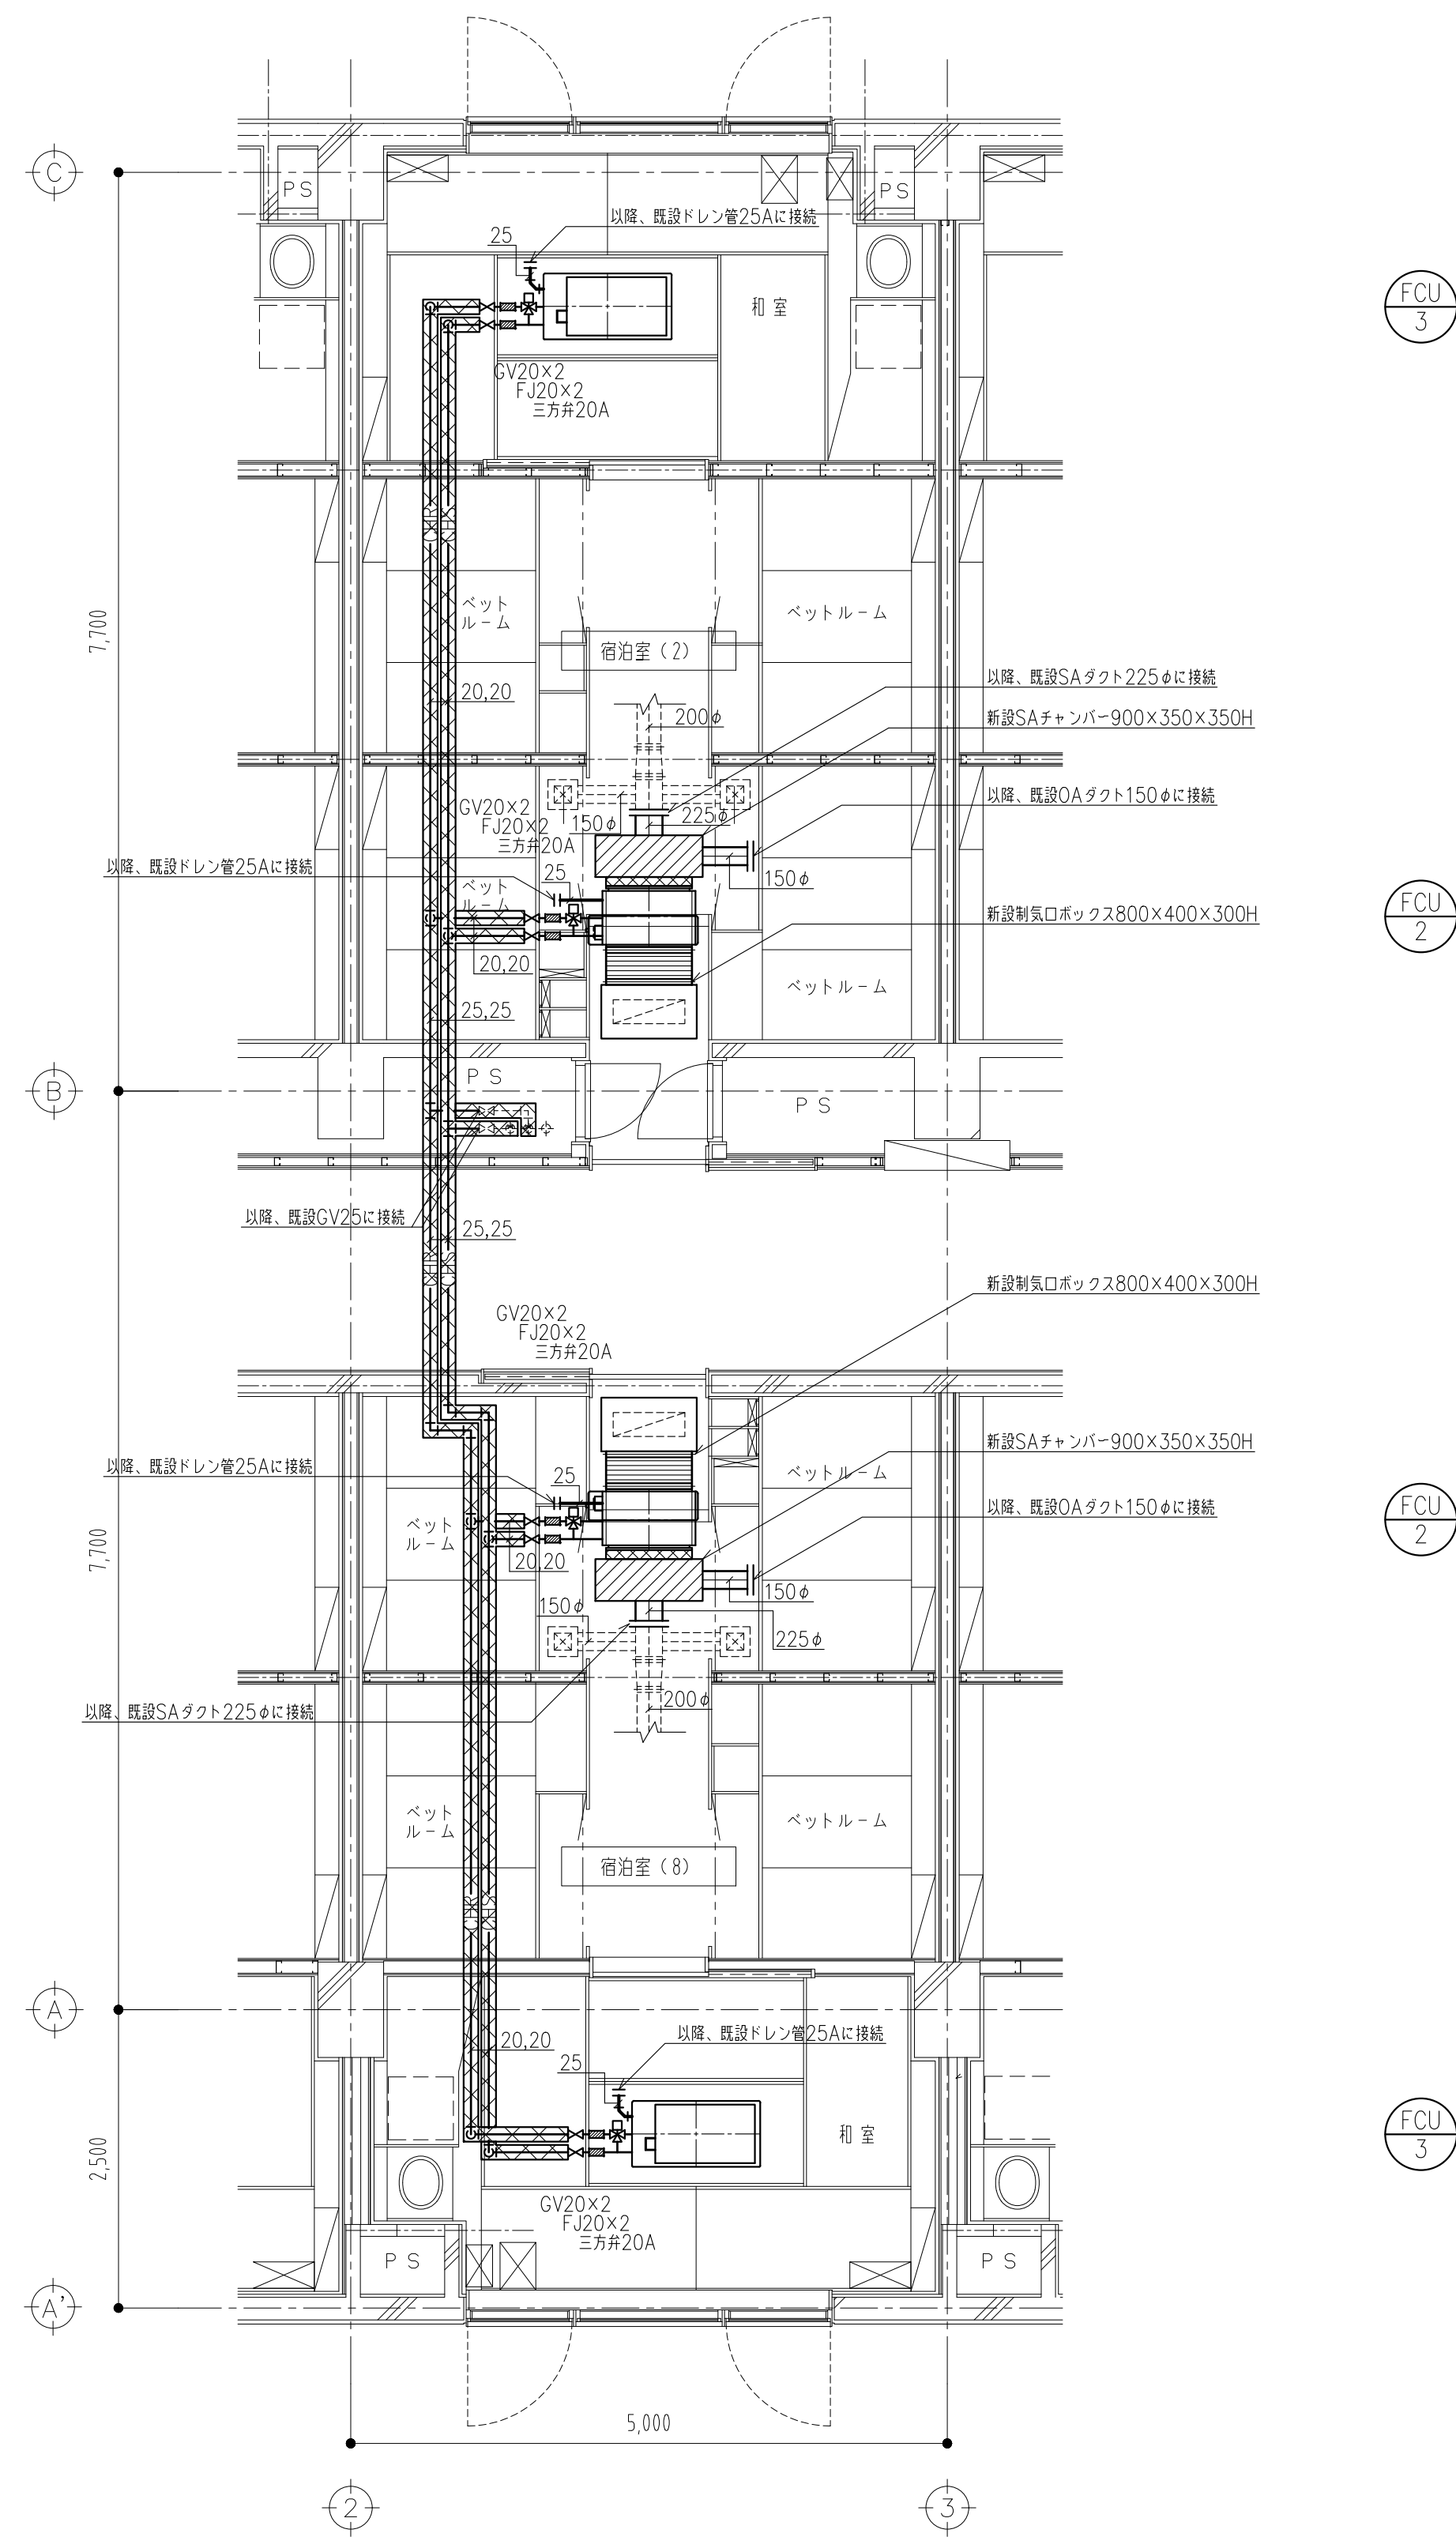 C
PS
PS
以降、既設ドレン管25Aに接続
25
和 室
FCU
3
GV20×2
FJ20×2
三方弁20A
7,700
ベット
ルーム
ベットルーム
宿泊室（2）
以降、既設SAダクト225φに接続
20,20
200φ
新設SAチャンバー900×350×350H
以降、既設OAダクト150φに接続
GV20×2
FJ20×2
三方弁20A
150φ
225φ
以降、既設ドレン管25Aに接続
25
150φ
ベット
ルーム
新設制気口ボックス800×400×300H
FCU
2
20,20
ベットルーム
25,25
PS
B
PS
以降、既設GV25に接続
25,25
新設制気口ボックス800×400×300H
GV20×2
FJ20×2
三方弁20A
新設SAチャンバー900×350×350H
以降、既設ドレン管25Aに接続
25
ベットルーム
以降、既設OAダクト150φに接続
FCU
2
ベット
ルーム
7,700
20,20
150φ
150φ
225φ
200φ
以降、既設SAダクト225φに接続
ベット
ルーム
ベットルーム
宿泊室（8）
A
以降、既設ドレン管25Aに接続
20,20
25
和 室
FCU
3
2,500
GV20×2
FJ20×2
三方弁20A
PS
PS
A'
5,000
2
3